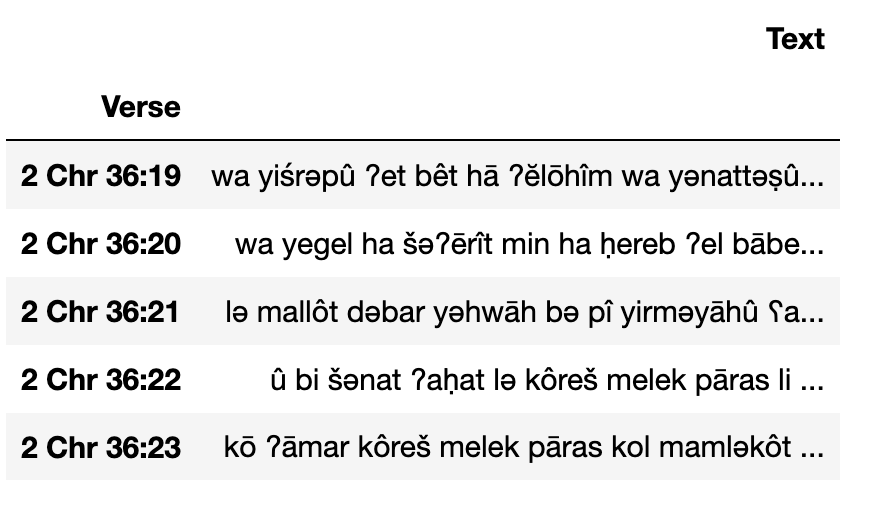 Text
Verse
2 Chr 36:19 wa yiśrəpû ʔet bêt hā ʔĕlōhîm wa yənattəṣû...
2 Chr 36:20 wa yegel ha šəʔērît min ha ḥereb ʔel bābe...
2 Chr 36:21 lə mallôt dəbar yəhwāh bə pî yirməyāhû ʕa...
2 Chr 36:22 û bi šənat ʔaḥat lə kôreš melek pāras li ...
2 Chr 36:23 kō ʔāmar kôreš melek pāras kol mamləkôt ...